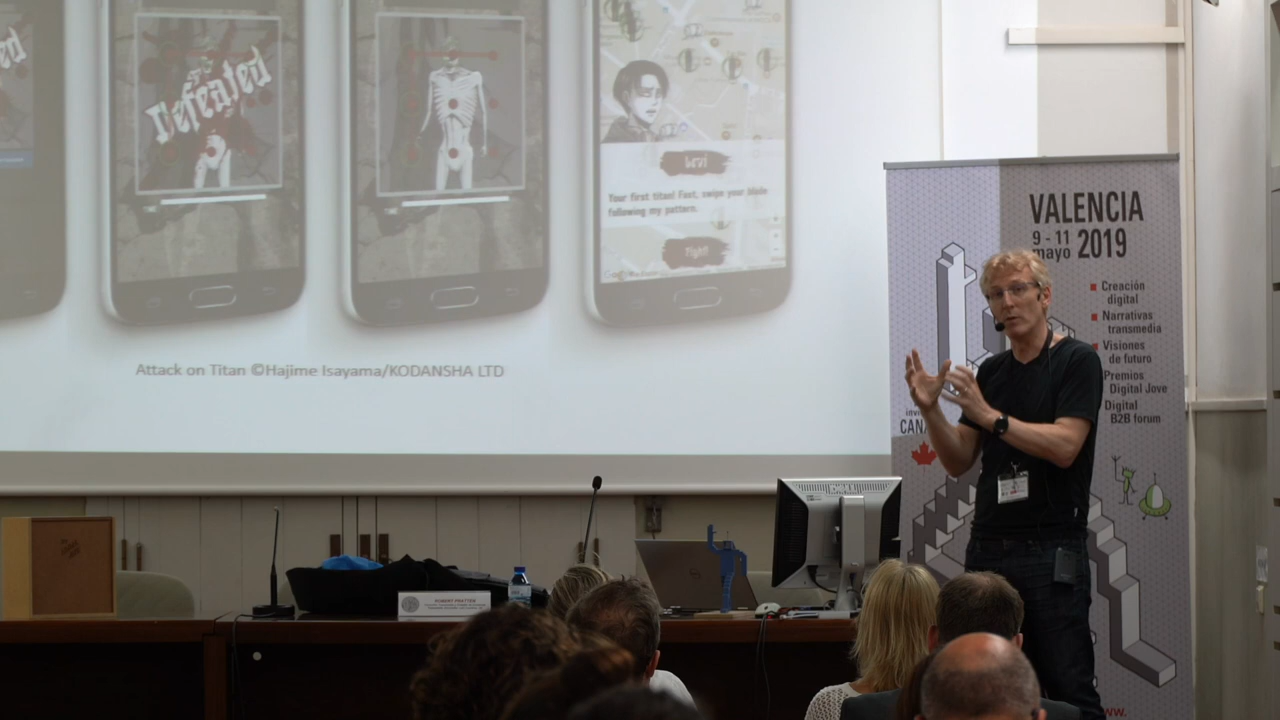 Defeated
Levi
Your first titan! Fast, swipe your blade
following my pattern.
Fight!
Attack on Titan ©Hajime Isayama/KODANSHA LTD
VALENCIA
9 - 11
mayo
2019
Creación
digital
Narrativas
transmedia
Visiones
de futuro
Premios
Digital Jove
Digital
B2B forum
ROBERT PRATTEN